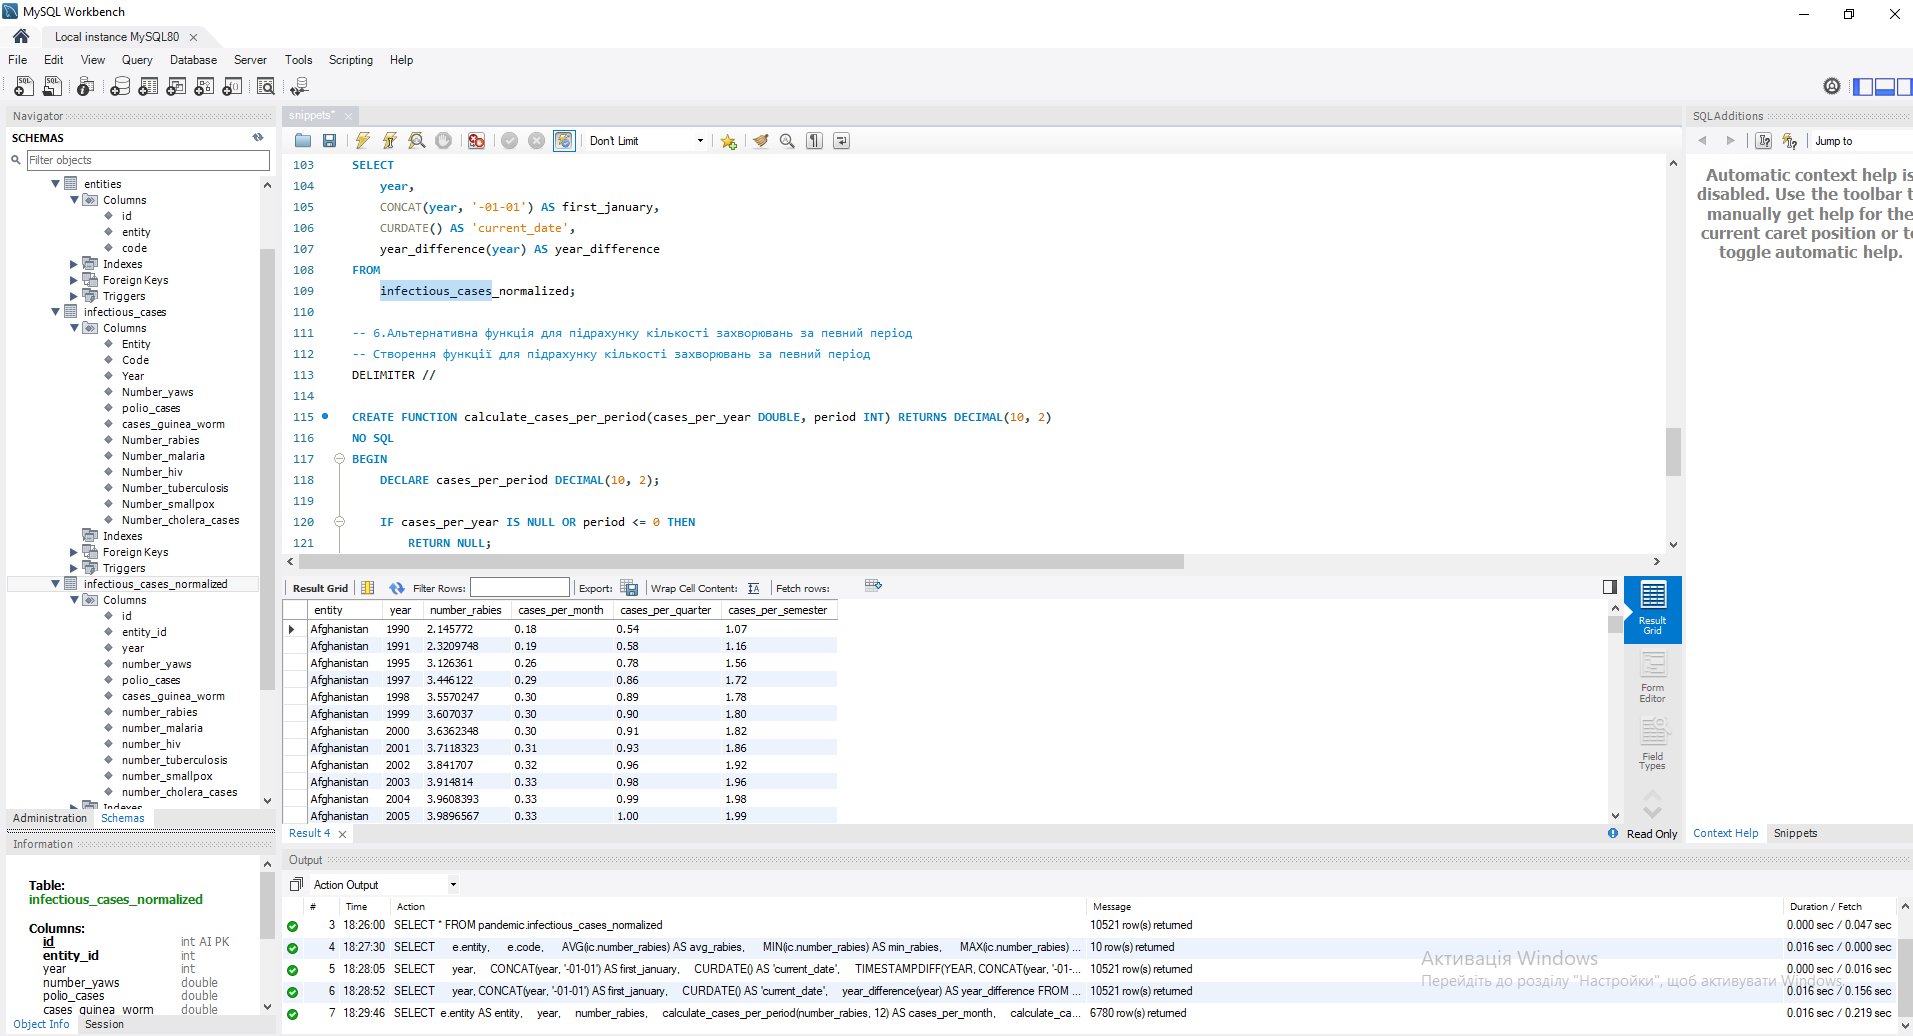 MySQL Workbench
Local instance MySQL80
File Edit View Query Database Server Tools Scripting Help
Navigator
SCHEMAS
Filter objects
entities
Columns
id
entity
code
Indexes
Foreign Keys
Triggers
infectious_cases
Columns
Entity
Code
Year
Number_yaws
polio_cases
cases_guinea_worm
Number_rabies
Number_malaria
Number_hiv
Number_tuberculosis
Number_smallpox
Number_cholera_cases
Indexes
Foreign Keys
Triggers
infectious_cases_normalized
Columns
id
entity_id
year
number_yaws
polio_cases
cases_guinea_worm
number_rabies
number_malaria
number_hiv
number_tuberculosis
number_smallpox
number_cholera_cases
Indexes
Administration Schemas
Information
Table:
infectious_cases_normalized
Columns:
id int AI PK
entity_id int
year int
number_yaws double
polio_cases double
cases_guinea_worm double
Object Info Session
snippets*
Don't Limit
103 SELECT
104 year,
105 CONCAT(year, '-01-01') AS first_january,
106 CURDATE() AS 'current_date',
107 year_difference(year) AS year_difference
108 FROM
109 infectious_cases_normalized;
110
111 -- 6.Альтернативна функція для підрахунку кількості захворювань за певний період
112 -- Створення функції для підрахунку кількості захворювань за певний період
113 DELIMITER //
114
115 CREATE FUNCTION calculate_cases_per_period(cases_per_year DOUBLE, period INT) RETURNS DECIMAL(10, 2)
116 NO SQL
117 BEGIN
118 DECLARE cases_per_period DECIMAL(10, 2);
119
120 IF cases_per_year IS NULL OR period <= 0 THEN
121 RETURN NULL;
Result Grid Filter Rows: Export: Wrap Cell Content: Fetch rows:
entity year number_rabies cases_per_month cases_per_quarter cases_per_semester
Afghanistan 1990 2.145772 0.18 0.54 1.07
Afghanistan 1991 2.3209748 0.19 0.58 1.16
Afghanistan 1995 3.126361 0.26 0.78 1.56
Afghanistan 1997 3.446122 0.29 0.86 1.72
Afghanistan 1998 3.5570247 0.30 0.89 1.78
Afghanistan 1999 3.607037 0.30 0.90 1.80
Afghanistan 2000 3.6362348 0.30 0.91 1.82
Afghanistan 2001 3.7118323 0.31 0.93 1.86
Afghanistan 2002 3.841707 0.32 0.96 1.92
Afghanistan 2003 3.914814 0.33 0.98 1.96
Afghanistan 2004 3.9608393 0.33 0.99 1.98
Afghanistan 2005 3.9896567 0.33 1.00 1.99
Result Grid
Form Editor
Field Types
Result 4
Read Only
SQLAdditions
Jump to
Automatic context help is
disabled. Use the toolbar t
manually get help for the
current caret position or to
toggle automatic help.
Context Help Snippets
Output
Action Output
# Time Action Message Duration / Fetch
3 18:26:00 SELECT * FROM pandemic.infectious_cases_normalized 10521 row(s) returned 0.000 sec / 0.047 sec
4 18:27:30 SELECT e.entity, e.code, AVG(ic.number_rabies) AS avg_rabies, MIN(ic.number_rabies) AS min_rabies, MAX(ic.number_rabies) ... 10 row(s) returned 0.016 sec / 0.000 sec
5 18:28:05 SELECT year, CONCAT(year, '-01-01') AS first_january, CURDATE() AS 'current_date', TIMESTAMPDIFF(YEAR, CONCAT(year, '-01-... 10521 row(s) returned 0.000 sec / 0.016 sec
6 18:28:52 SELECT year, CONCAT(year, '-01-01') AS first_january, CURDATE() AS 'current_date', year_difference(year) AS year_difference FROM ... 10521 row(s) returned 0.016 sec / 0.156 sec
7 18:29:46 SELECT e.entity AS entity, year, number_rabies, calculate_cases_per_period(number_rabies, 12) AS cases_per_month, calculate_ca... 6780 row(s) returned 0.016 sec / 0.219 sec
Активація Windows
Перейдіть до розділу "Настройки", щоб активувати Windows.